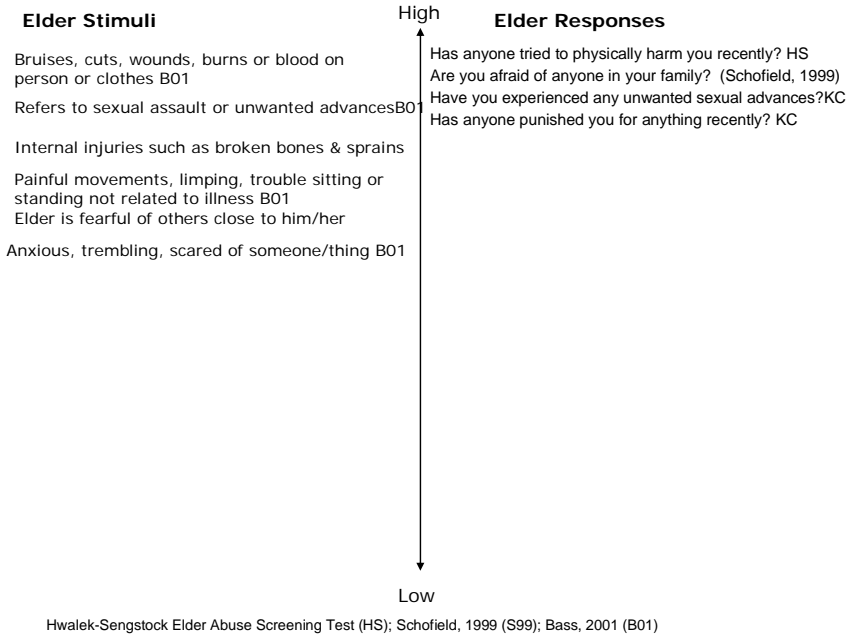 High
Elder Stimuli
Elder Responses
Bruises, cuts, wounds, burns or blood on
person or clothes B01
Refers to sexual assault or unwanted advancesB01
Internal injuries such as broken bones & sprains
Painful movements, limping, trouble sitting or
standing not related to illness B01
Elder is fearful of others close to him/her
Anxious, trembling, scared of someone/thing B01
Has anyone tried to physically harm you recently? HS
Are you afraid of anyone in your family? (Schofield, 1999)
Have you experienced any unwanted sexual advances?KC
Has anyone punished you for anything recently? KC
Low
Hwalek-Sengstock Elder Abuse Screening Test (HS); Schofield, 1999 (S99); Bass, 2001 (B01)